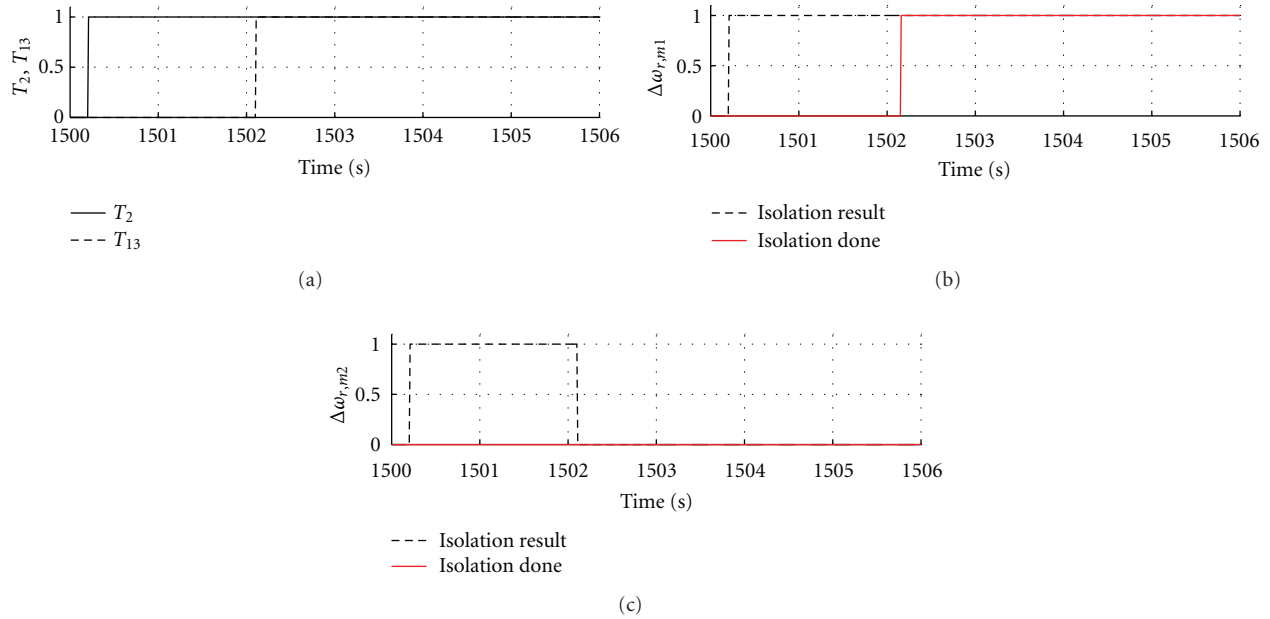 T2, T13
1
0.5
0
1500 1501 1502 1503 1504 1505 1506
Time (s)
T2
T13
(a)
Δωr,m1
1
0.5
0
1500 1501 1502 1503 1504 1505 1506
Time (s)
Isolation result
Isolation done
(b)
Δωr,m2
1
0.5
0
1500 1501 1502 1503 1504 1505 1506
Time (s)
Isolation result
Isolation done
(c)